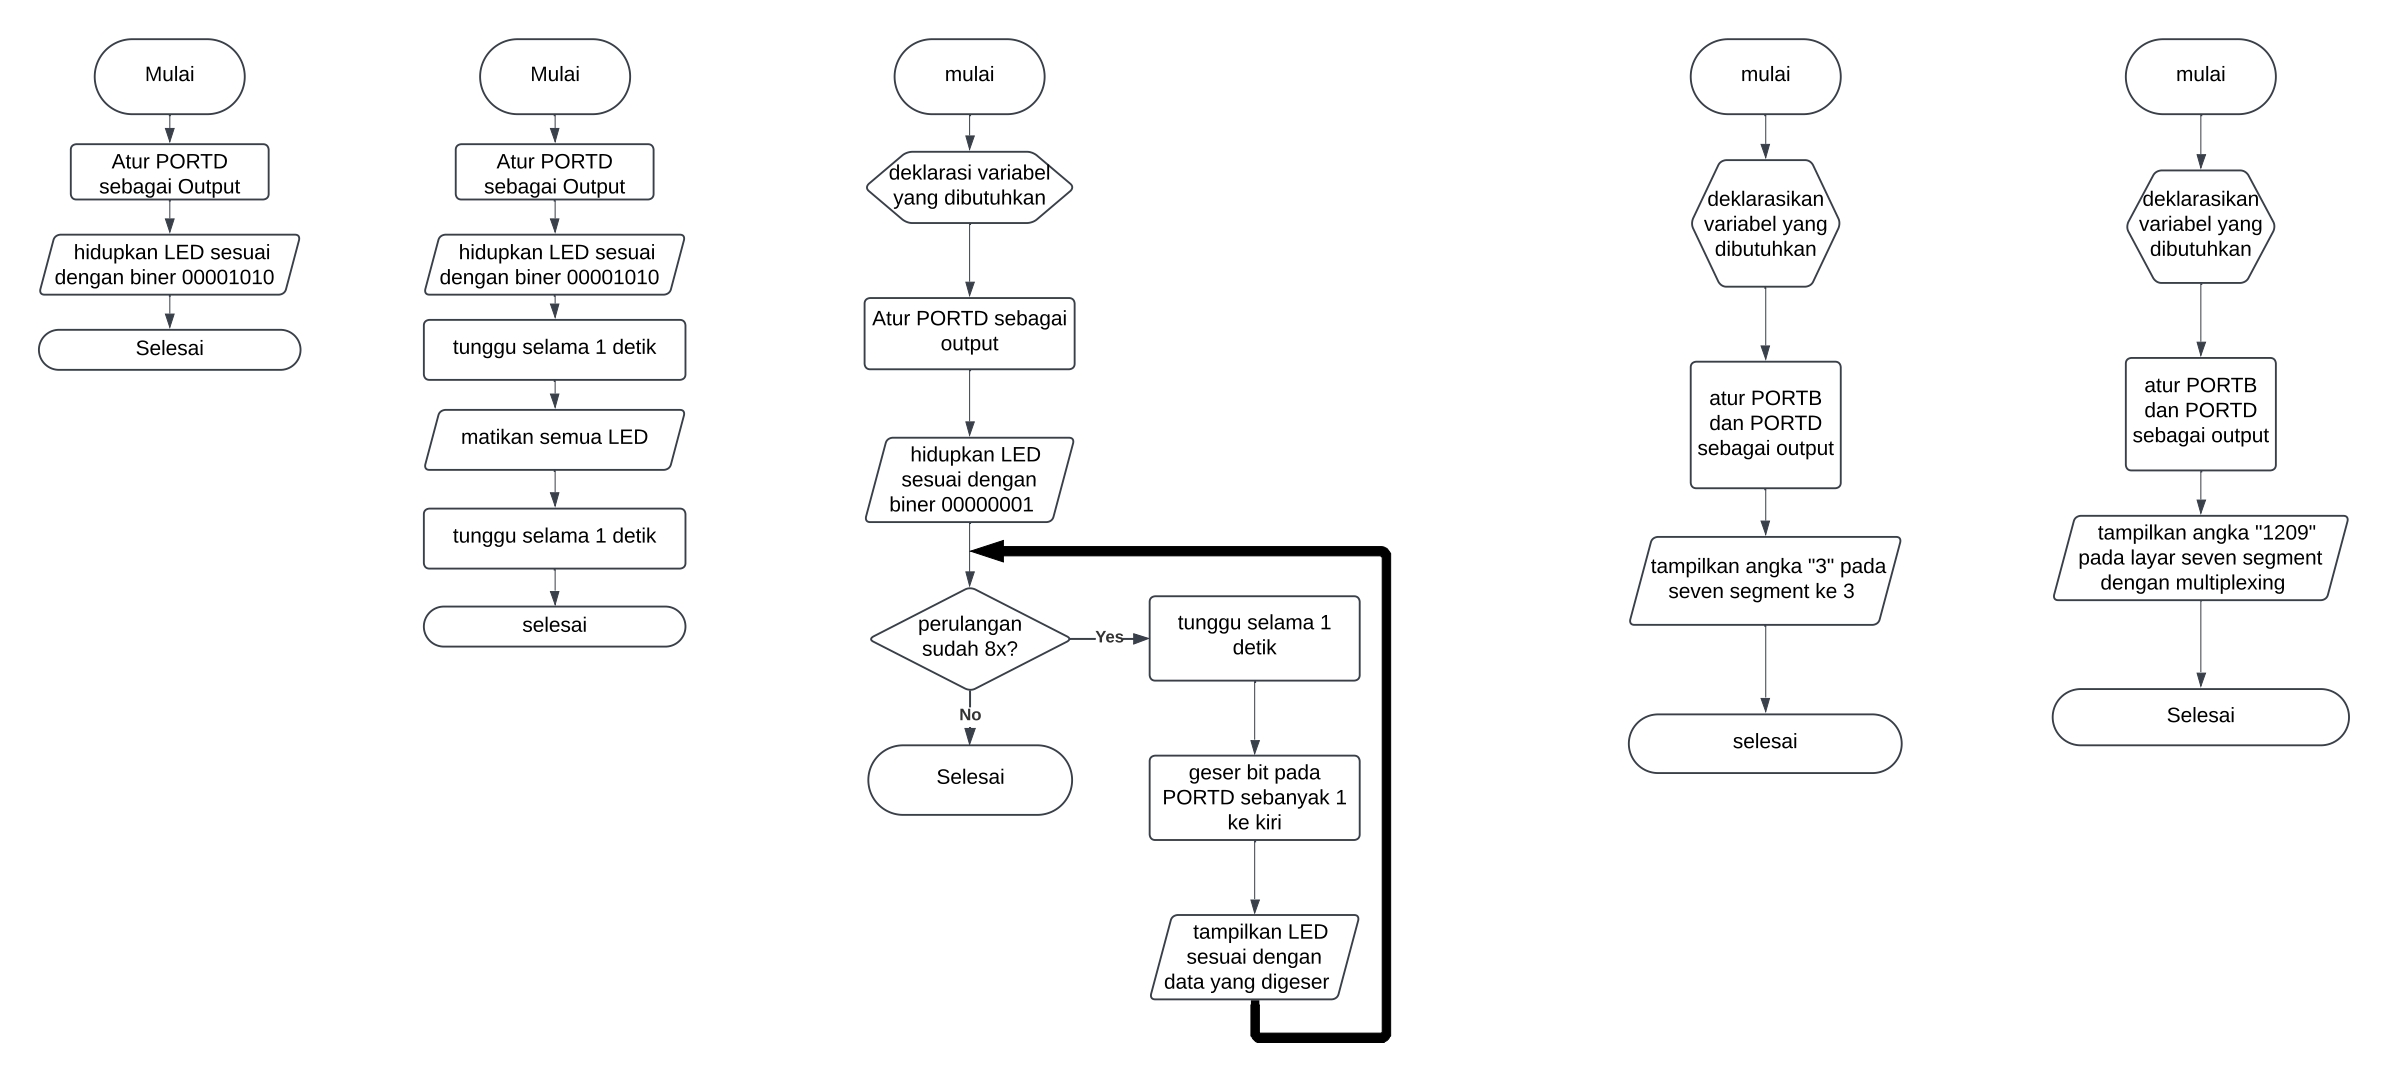 Mulai
Atur PORTD
sebagai Output
hidupkan LED sesuai
dengan biner 00001010
Selesai
Mulai
Atur PORTD
sebagai Output
hidupkan LED sesuai
dengan biner 00001010
tunggu selama 1 detik
matikan semua LED
tunggu selama 1 detik
selesai
mulai
deklarasi variabel
yang dibutuhkan
Atur PORTD sebagai
output
hidupkan LED
sesuai dengan
biner 00000001
perulangan
sudah 8x?
Yes
No
Selesai
tunggu selama 1
detik
geser bit pada
PORTD sebanyak 1
ke kiri
tampilkan LED
sesuai dengan
data yang digeser
mulai
deklarasikan
variabel yang
dibutuhkan
atur PORTB
dan PORTD
sebagai output
tampilkan angka "3" pada
seven segment ke 3
selesai
mulai
deklarasikan
variabel yang
dibutuhkan
atur PORTB
dan PORTD
sebagai output
tampilkan angka "1209"
pada layar seven segment
dengan multiplexing
Selesai